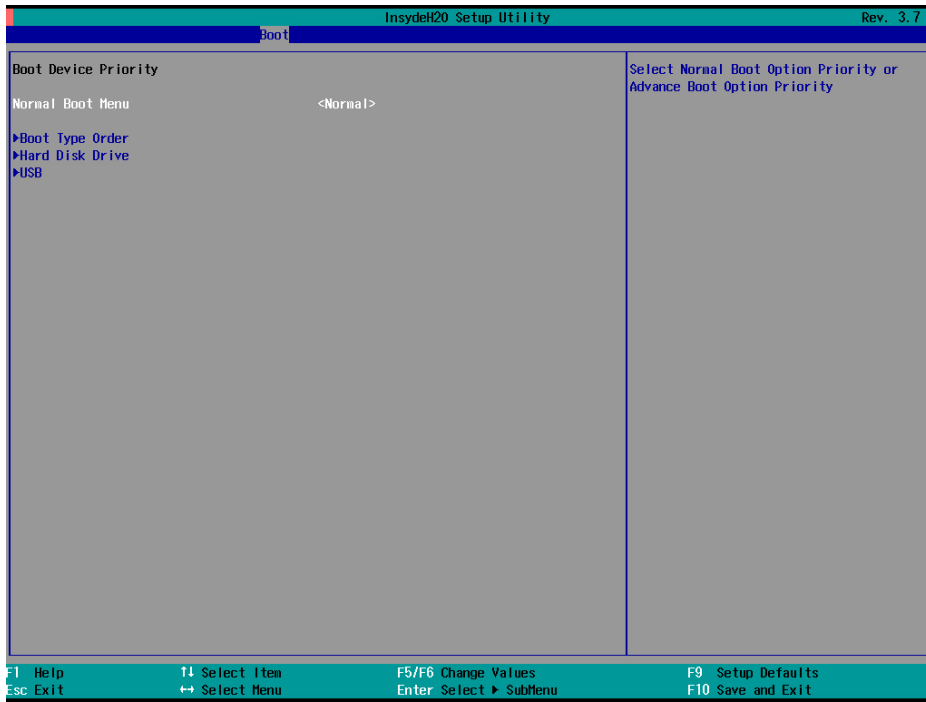 InsydeH20 Setup Utility Rev. 3.7
Boot
Boot Device Priority
Normal Boot Menu <Normal>
▶Boot Type Order
▶Hard Disk Drive
▶USB
Select Normal Boot Option Priority or
Advance Boot Option Priority
F1 Help ↑↓ Select Item F5/F6 Change Values F9 Setup Defaults
Esc Exit ↔ Select Menu Enter Select ▶ SubMenu F10 Save and Exit